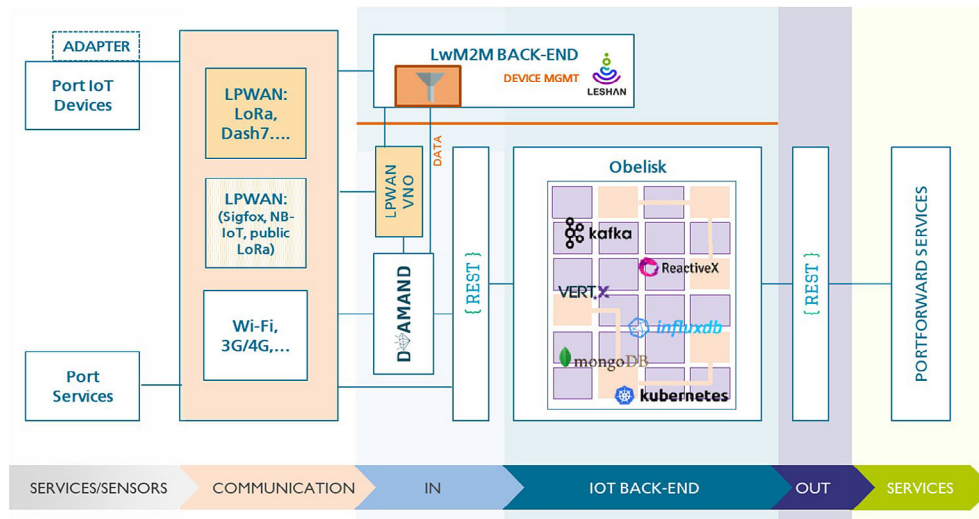 ADAPTER
Port IoT
Devices
Port
Services
LPWAN:
LoRa,
Dash7....
LPWAN:
(Sigfox, NB-
IoT, public
LoRa)
Wi-Fi,
3G/4G,...
LwM2M BACK-END
DEVICE MGMT
LESHAN
DATA
LPWAN
VNO
DIAMAND
{ REST }
Obelisk
kafka
ReactiveX
VERT.X
influxdb
mongoDB
kubernetes
{ REST }
PORTFORWARD SERVICES
SERVICES/SENSORS
COMMUNICATION
IN
IOT BACK-END
OUT
SERVICES